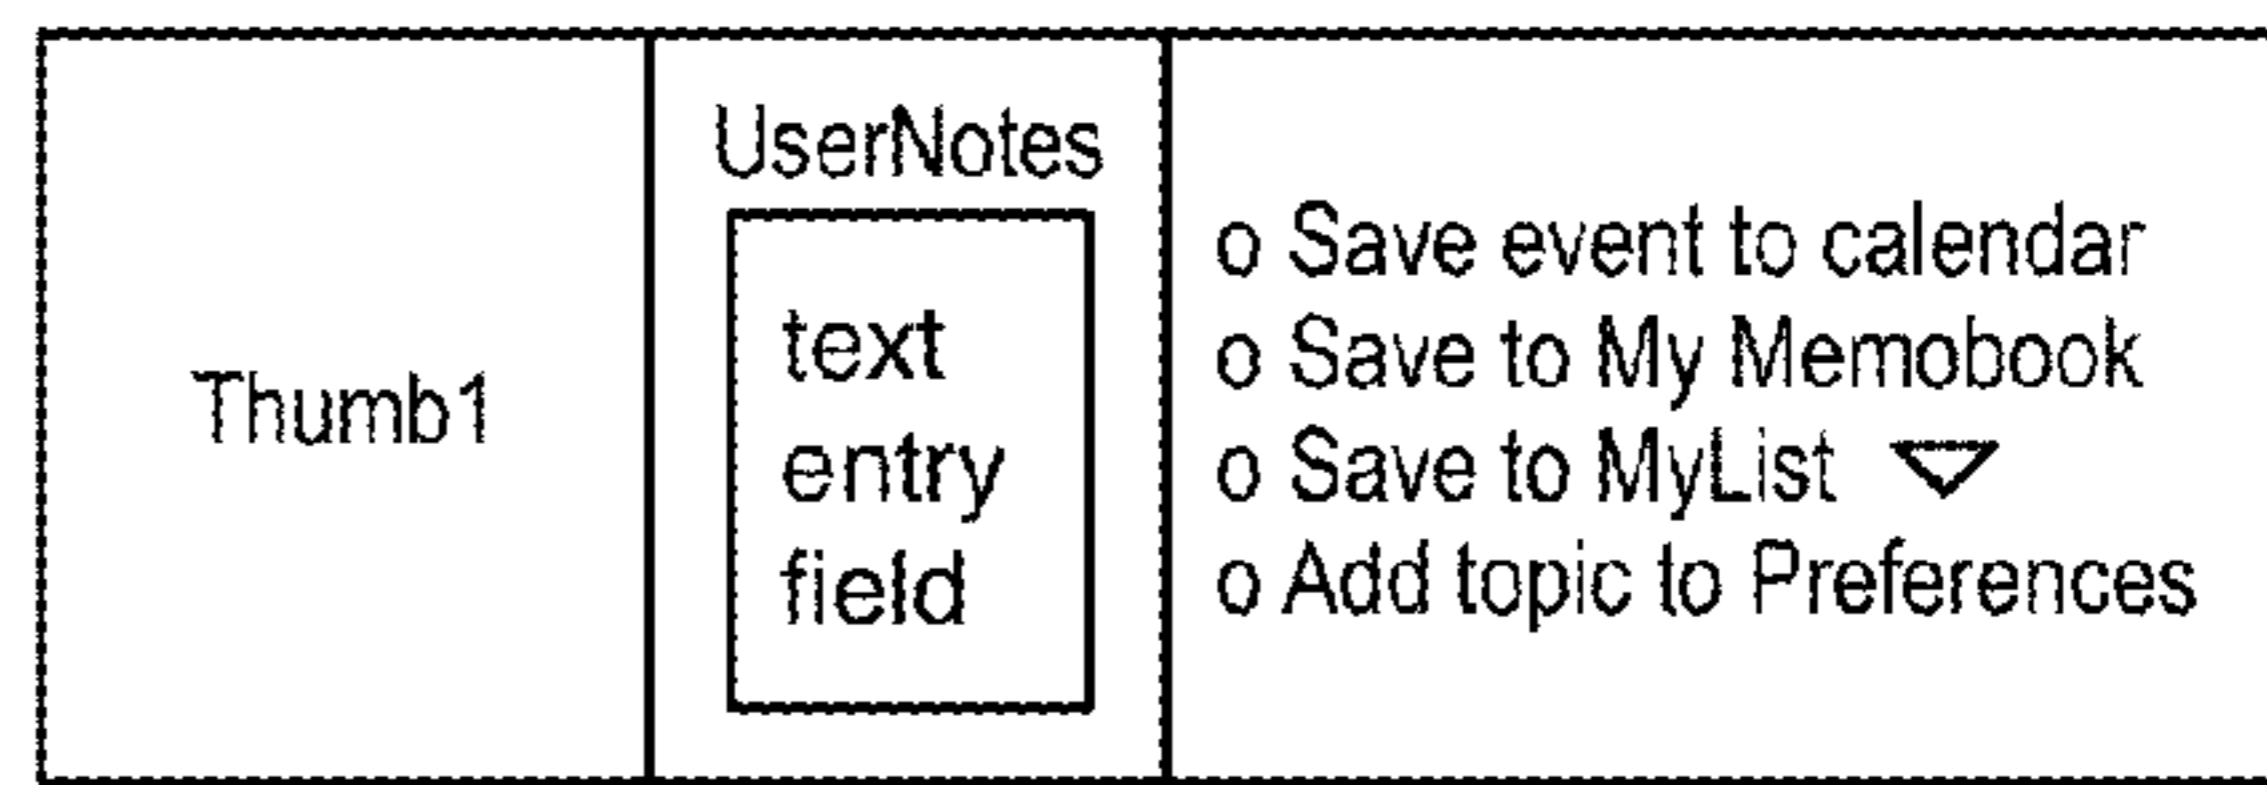 Thumb1
UserNotes
text
entry
field
o Save event to calendar
o Save to My Memobook
o Save to MyList
o Add topic to Preferences